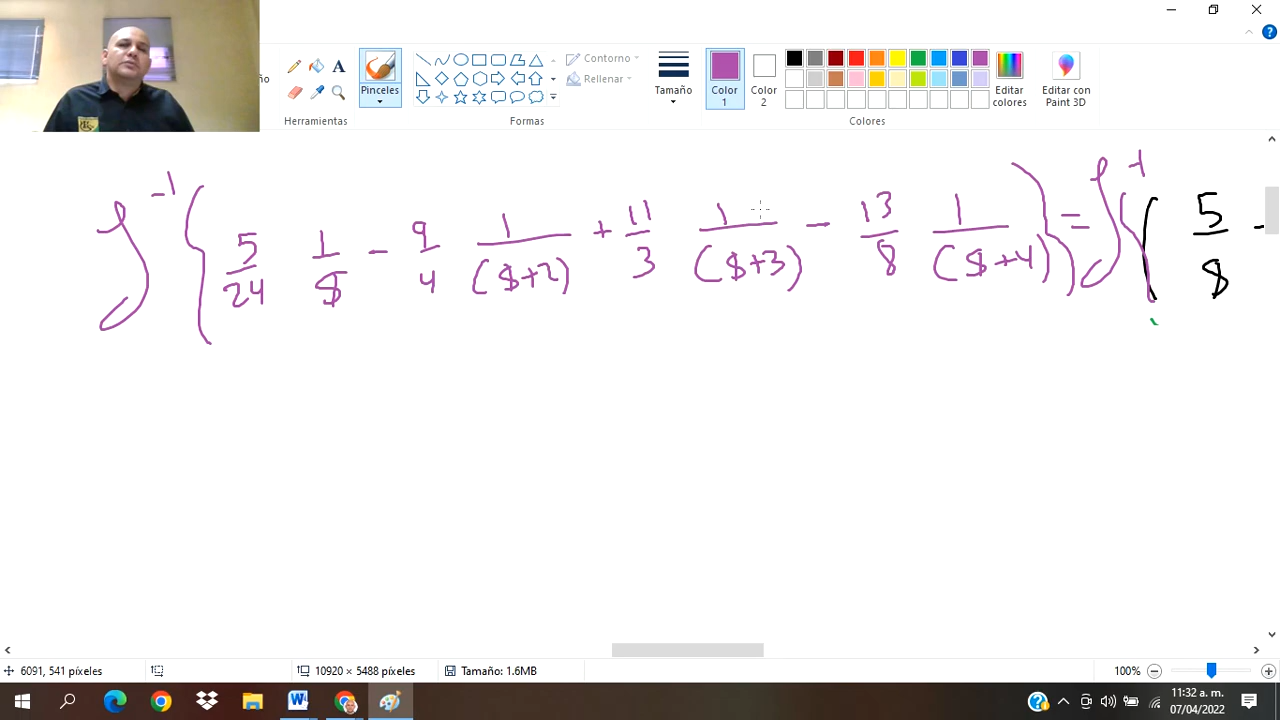 Contorno
Rellenar
Pinceles
Tamaño
Color 1
Color 2
Editar colores
Editar con Paint 3D
Herramientas
Formas
Colores
ℒ^-1 { 5/24 1/$ - 9/4 1/($+2) + 11/3 1/($+3) - 13/8 1/($+4) } = ℒ^-1 { ( 5/8 -
6091, 541 píxeles
10920 × 5488 píxeles
Tamaño: 1.6MB
100%
11:32 a. m.
07/04/2022